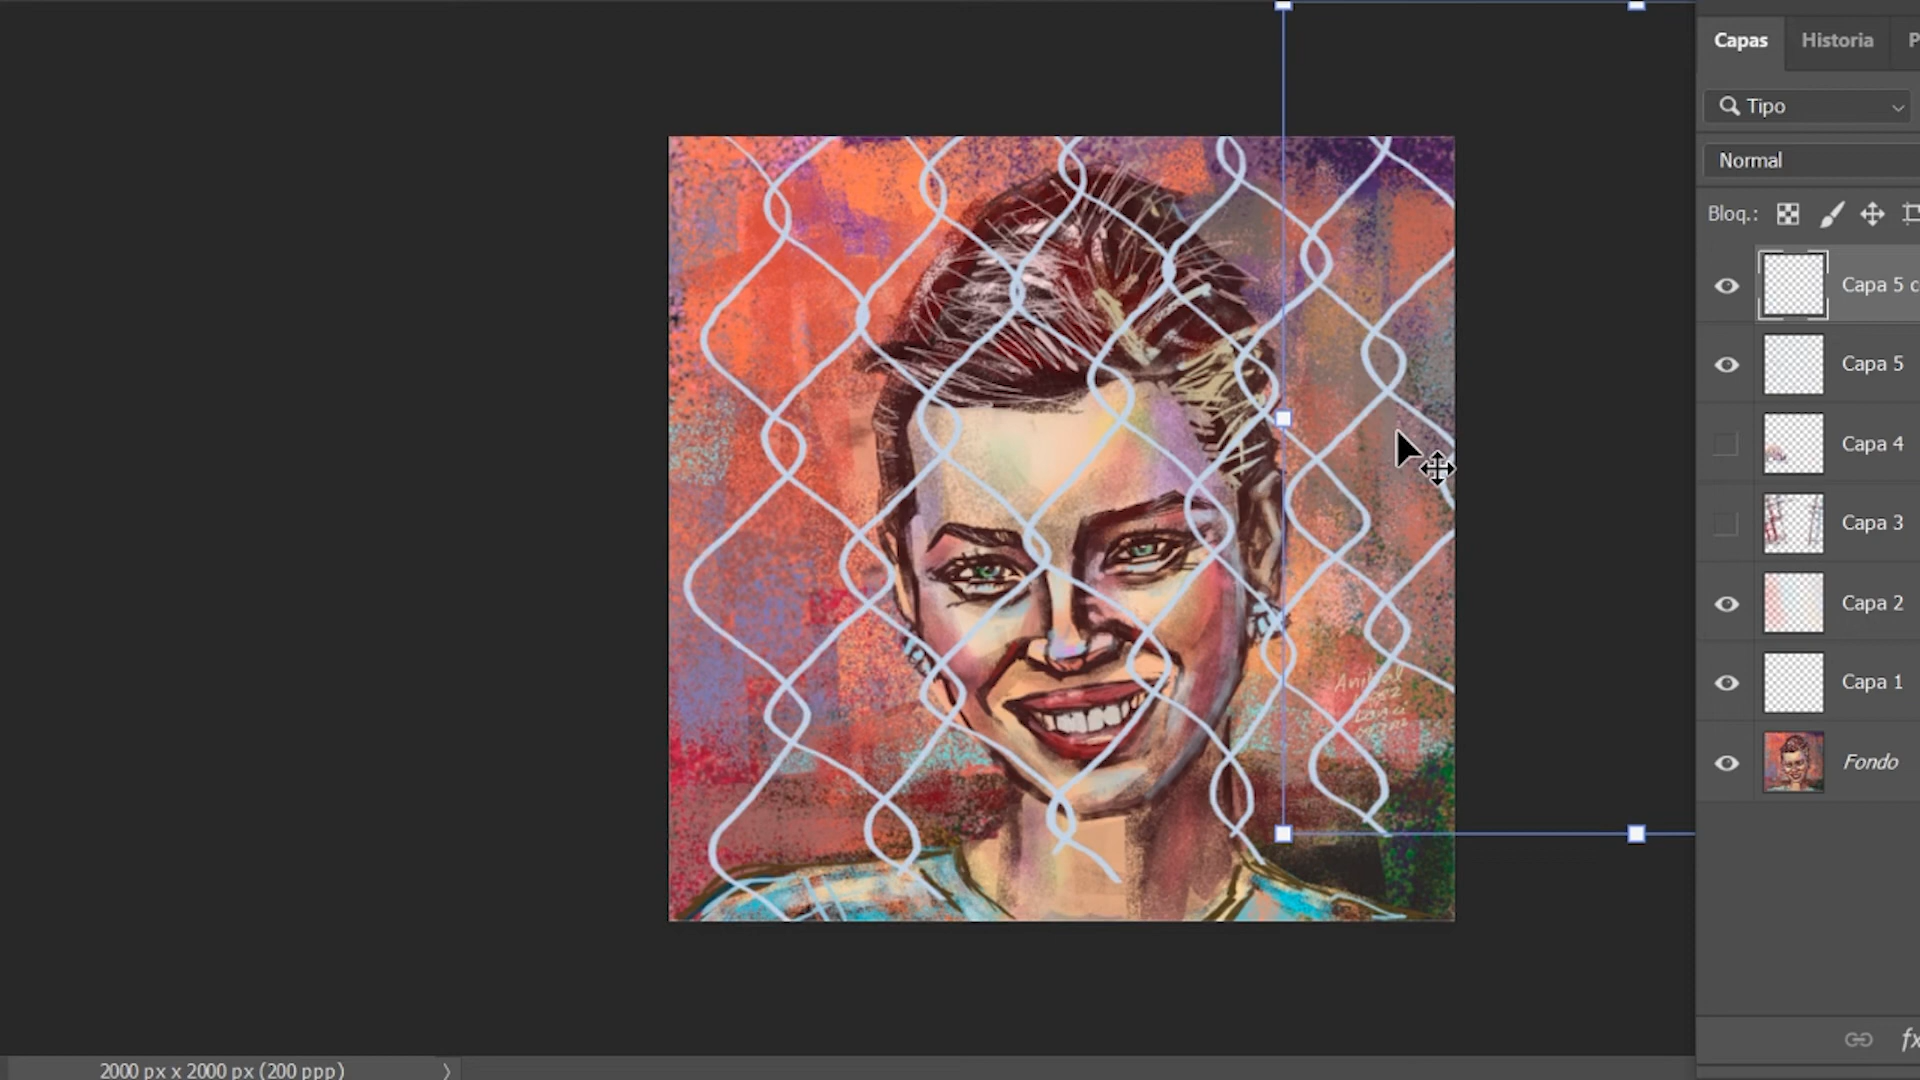 Capas Historia P
Tipo
Normal
Bloq.:
Capa 5 c
Capa 5
Capa 4
Capa 3
Capa 2
Capa 1
Fondo
fx
2000 px x 2000 px (200 ppp)